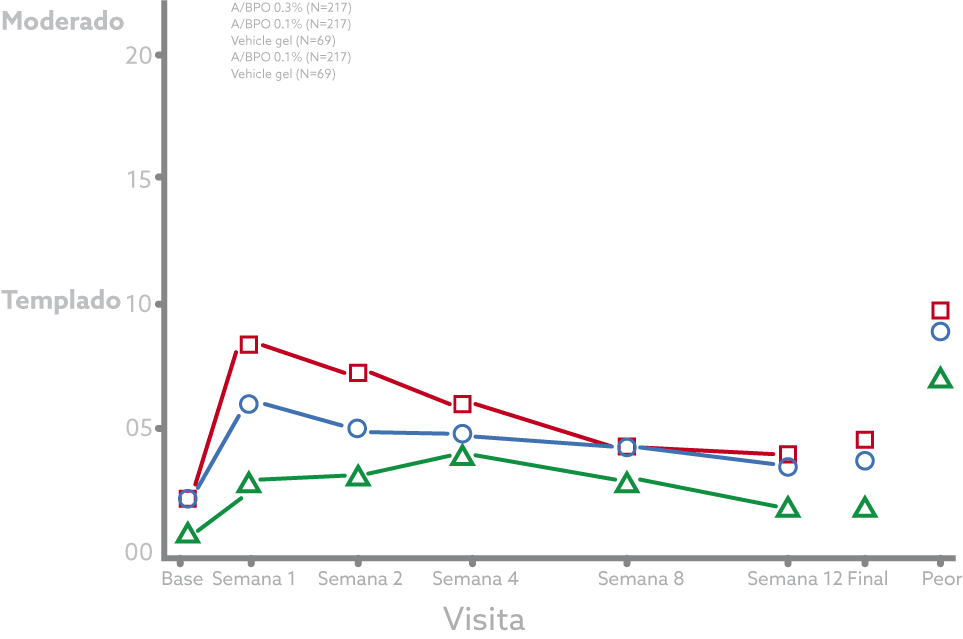 A/BPO 0.3% (N=217)
Moderado
A/BPO 0.1% (N=217)
Vehicle gel (N=69)
20
A/BPO 0.1% (N=217)
Vehicle gel (N=69)
15
Templado 10
05
00
Base Semana 1 Semana 2 Semana 4 Semana 8 Semana 12 Final Peor
Visita